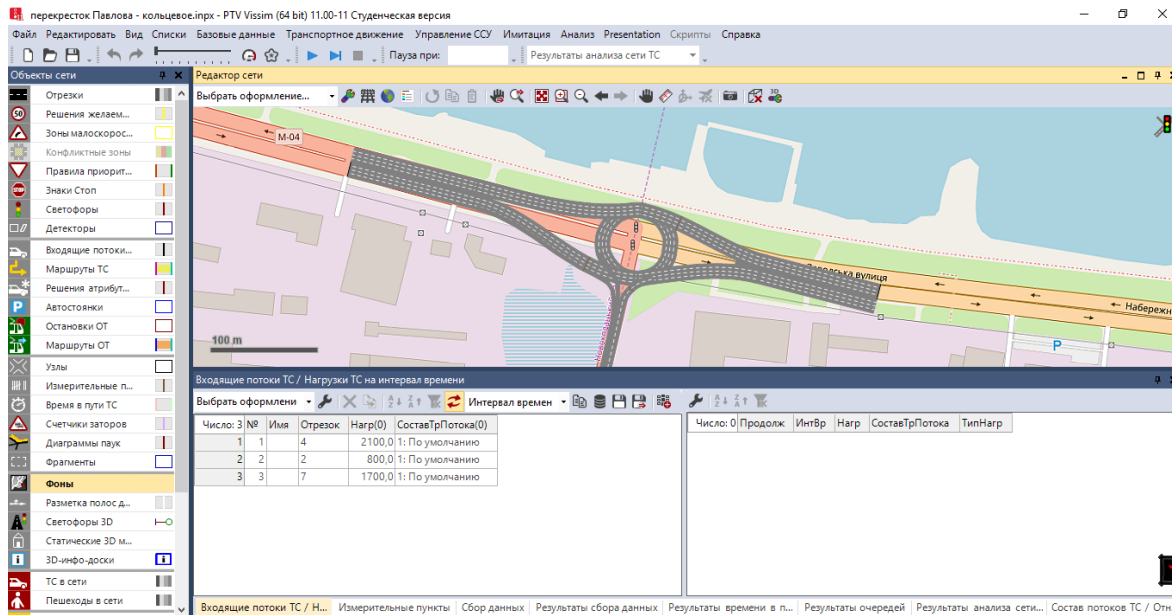 перекресток Павлова - кольцевое.inpx - PTV Vissim (64 bit) 11.00-11 Студенческая версия
Файл Редактировать Вид Списки Базовые данные Транспортное движение Управление ССУ Имитация Анализ Presentation Скрипты Справка
Пауза при: Результаты анализа сети ТС
Объекты сети
Отрезки
50 Решения желаем...
Зоны малоскорос...
Конфликтные зоны
Правила приорит...
STOP Знаки Стоп
Светофоры
Детекторы
Входящие потоки...
Маршруты ТС
Решения атрибут...
P Автостоянки
Остановки ОТ
Маршруты ОТ
Узлы
Измерительные п...
Время в пути ТС
Счетчики заторов
Диаграммы паук
Фрагменты
Фоны
Разметка полос д...
Светофоры 3D
Статические 3D м...
3D-инфо-доски
ТС в сети
Пешеходы в сети
Редактор сети
Выбрать оформление...
М-04
вська вулиця
Набережн
P
100 m
Входящие потоки ТС / Нагрузки ТС на интервал времени
Выбрать оформлени Интервал времен
Число: 3 № Имя Отрезок Нагр(0) СоставТрПотока(0)
1 1 4 2100,0 1: По умолчанию
2 2 2 800,0 1: По умолчанию
3 3 7 1700,0 1: По умолчанию
Число: 0 Продолж ИнтВр Нагр СоставТрПотока ТипНагр
Входящие потоки ТС / Н... Измерительные пункты Сбор данных Результаты сбора данных Результаты времени в п... Результаты очередей Результаты анализа сети... Состав потоков ТС / Отн